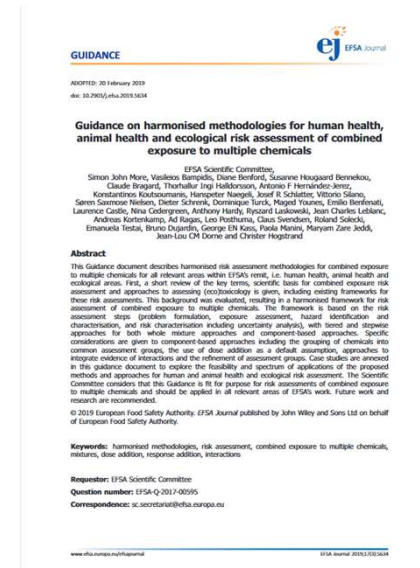 GUIDANCE
ej EFSA Journal
ADOPTED: 20 February 2019
doi: 10.2903/j.efsa.2019.5634
Guidance on harmonised methodologies for human health,
animal health and ecological risk assessment of combined
exposure to multiple chemicals
EFSA Scientific Committee,
Simon John More, Vasileios Bampidis, Diane Benford, Susanne Hougaard Bennekou,
Claude Bragard, Thorhallur Ingi Halldorsson, Antonio F Hernández-Jerez,
Konstantinos Koutsoumanis, Hanspeter Naegeli, Josef R Schlatter, Vittorio Silano,
Søren Saxmose Nielsen, Dieter Schrenk, Dominique Turck, Maged Younes, Emilio Benfenati,
Laurence Castle, Nina Cedergreen, Anthony Hardy, Ryszard Laskowski, Jean Charles Leblanc,
Andreas Kortenkamp, Ad Ragas, Leo Posthuma, Claus Svendsen, Roland Solecki,
Emanuela Testai, Bruno Dujardin, George EN Kass, Paola Manini, Maryam Zare Jeddi,
Jean-Lou CM Dorne and Christer Hogstrand
Abstract
This Guidance document describes harmonised risk assessment methodologies for combined exposure
to multiple chemicals for all relevant areas within EFSA's remit, i.e. human health, animal health and
ecological areas. First, a short review of the key terms, scientific basis for combined exposure risk
assessment and approaches to assessing (eco)toxicology is given, including existing frameworks for
these risk assessments. This background was evaluated, resulting in a harmonised framework for risk
assessment of combined exposure to multiple chemicals. The framework is based on the risk
assessment steps (problem formulation, exposure assessment, hazard identification and
characterisation, and risk characterisation including uncertainty analysis), with tiered and stepwise
approaches for both whole mixture approaches and component-based approaches. Specific
considerations are given to component-based approaches including the grouping of chemicals into
common assessment groups, the use of dose addition as a default assumption, approaches to
integrate evidence of interactions and the refinement of assessment groups. Case studies are annexed
in this guidance document to explore the feasibility and spectrum of applications of the proposed
methods and approaches for human and animal health and ecological risk assessment. The Scientific
Committee considers that this Guidance is fit for purpose for risk assessments of combined exposure
to multiple chemicals and should be applied in all relevant areas of EFSA's work. Future work and
research are recommended.
© 2019 European Food Safety Authority. EFSA Journal published by John Wiley and Sons Ltd on behalf
of European Food Safety Authority.
Keywords: harmonised methodologies, risk assessment, combined exposure to multiple chemicals,
mixtures, dose addition, response addition, interactions
Requestor: EFSA Scientific Committee
Question number: EFSA-Q-2017-00595
Correspondence: sc.secretariat@efsa.europa.eu
www.efsa.europa.eu/efsajournal
EFSA Journal 2019;17(3):5634